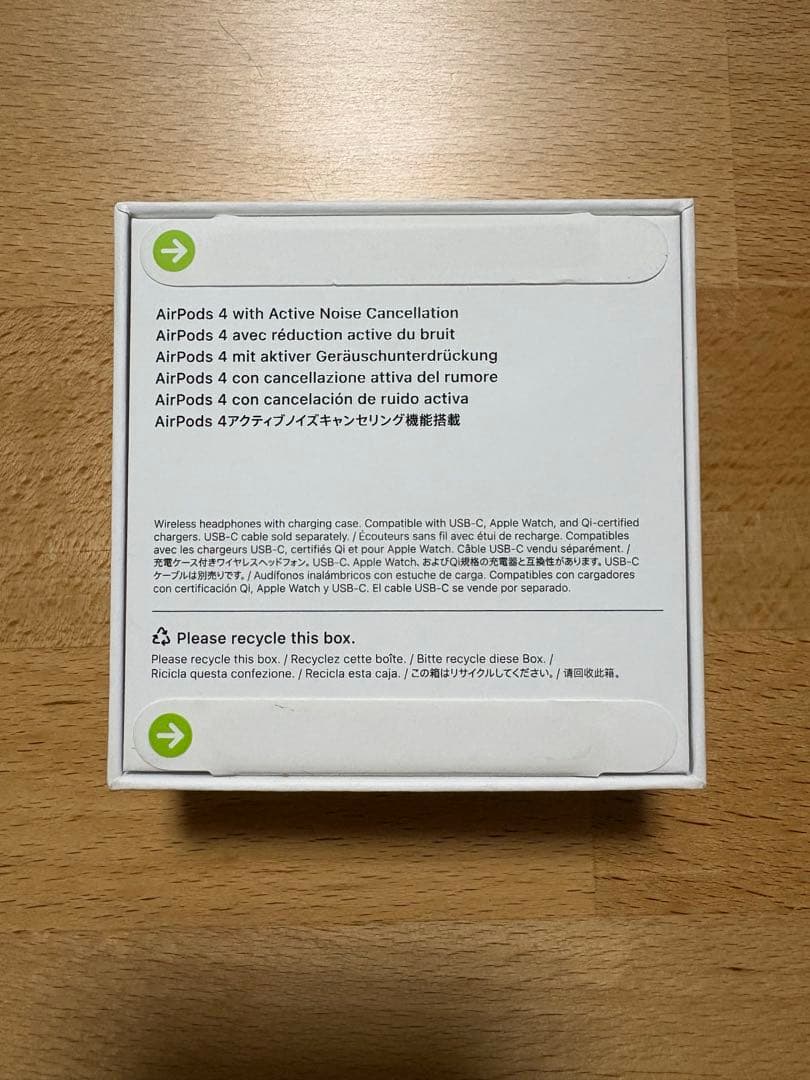 AirPods 4 with Active Noise Cancellation
AirPods 4 avec réduction active du bruit
AirPods 4 mit aktiver Geräuschunterdrückung
AirPods 4 con cancellazione attiva del rumore
AirPods 4 con cancelación de ruido activa
AirPods 4アクティブノイズキャンセリング機能搭載
Wireless headphones with charging case. Compatible with USB-C, Apple Watch, and Qi-certified
chargers. USB-C cable sold separately. / Écouteurs sans fil avec étui de recharge. Compatibles
avec les chargeurs USB-C, certifiés Qi et pour Apple Watch. Câble USB-C vendu séparément. /
充電ケース付きワイヤレスヘッドフォン。USB-C、Apple Watch、およびQi規格の充電器と互換性があります。USB-C
ケーブルは別売りです。/ Audífonos inalámbricos con estuche de carga. Compatibles con cargadores
con certificación Qi, Apple Watch y USB-C. El cable USB-C se vende por separado.
Please recycle this box.
Please recycle this box. / Recyclez cette boîte. / Bitte recycle diese Box. /
Ricicla questa confezione. / Recicla esta caja. / この箱はリサイクルしてください。/ 请回收此箱。